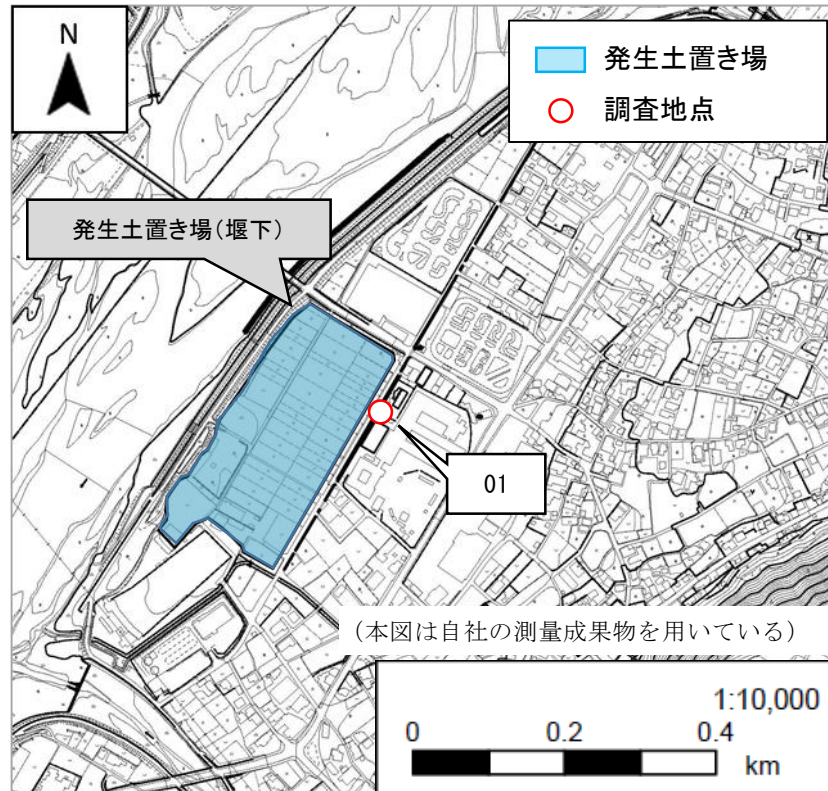 N
発生土置き場
調査地点
発生土置き場(堰下)
01
(本図は自社の測量成果物を用いている)
1:10,000
0 0.2 0.4
km